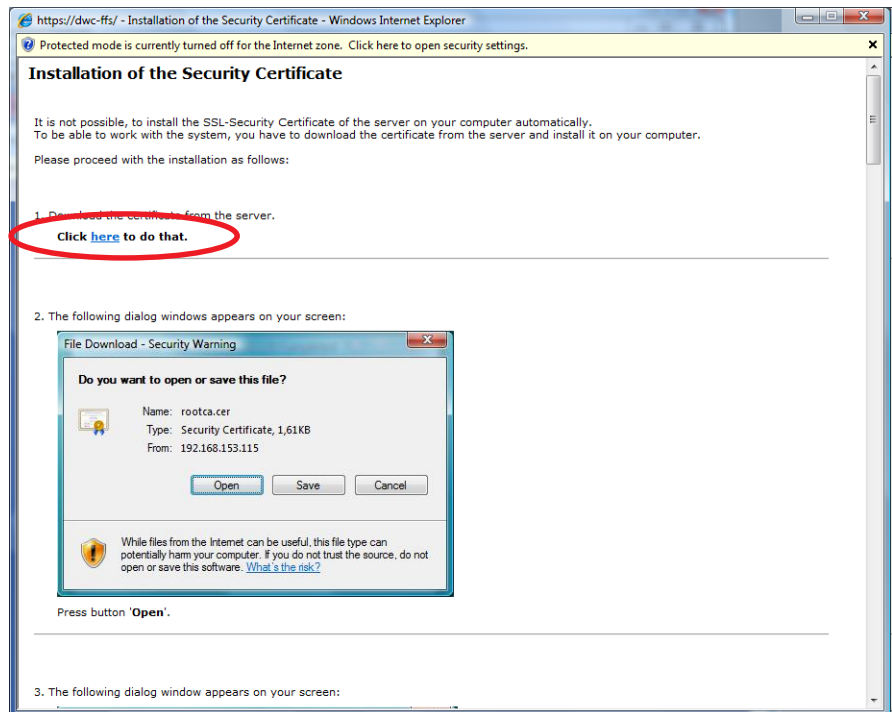 https://dwc-ffs/ - Installation of the Security Certificate - Windows Internet Explorer
Protected mode is currently turned off for the Internet zone. Click here to open security settings.
Installation of the Security Certificate
It is not possible, to install the SSL-Security Certificate of the server on your computer automatically.
To be able to work with the system, you have to download the certificate from the server and install it on your computer.
Please proceed with the installation as follows:
1. Download the certificate from the server.
Click here to do that.
2. The following dialog windows appears on your screen:
File Download - Security Warning
Do you want to open or save this file?
Name: rootca.cer
Type: Security Certificate, 1,61KB
From: 192.168.153.115
Open Save Cancel
While files from the Internet can be useful, this file type can
potentially harm your computer. If you do not trust the source, do not
open or save this software. What's the risk?
Press button 'Open'.
3. The following dialog window appears on your screen: